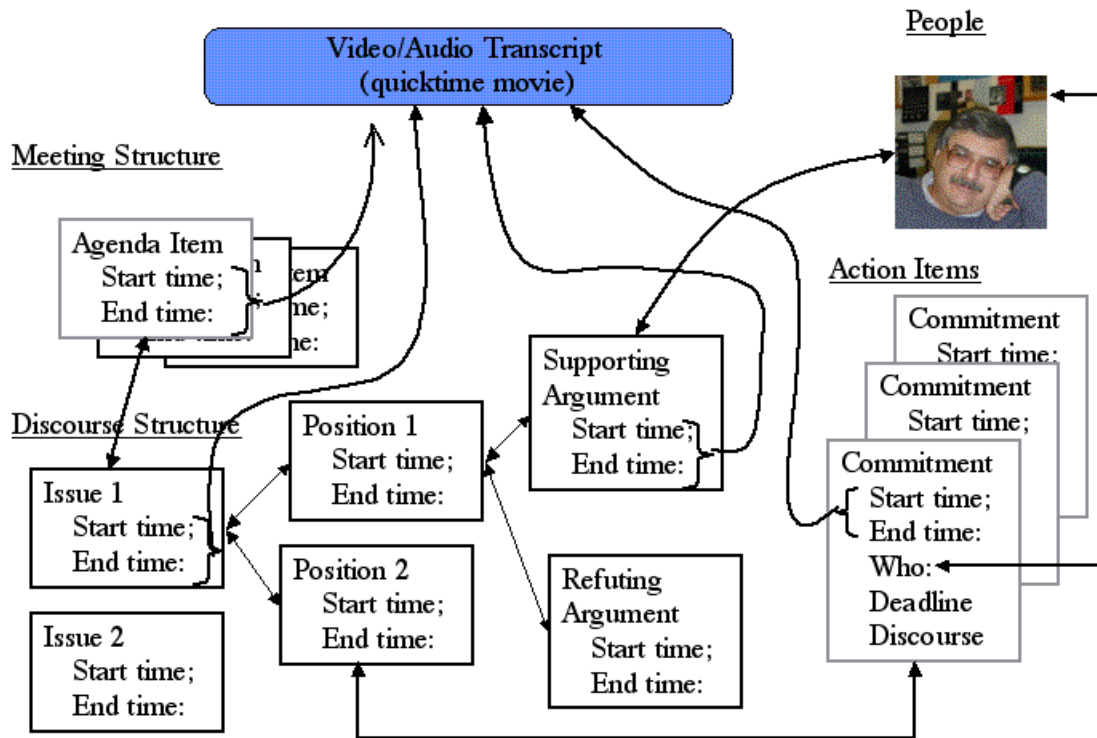 People
Video/Audio Transcript
(quicktime movie)
Meeting Structure
Agenda Item
Start time;
End time:
Item
time;
time:
Action Items
Commitment
Start time:
Commitment
Start time;
Commitment
Start time;
End time:
Who:
Deadline
Discourse
Supporting
Argument
Start time;
End time:
Discourse Structure
Position 1
Start time;
End time:
Issue 1
Start time;
End time:
Position 2
Start time;
End time:
Refuting
Argument
Start time;
End time:
Issue 2
Start time;
End time: